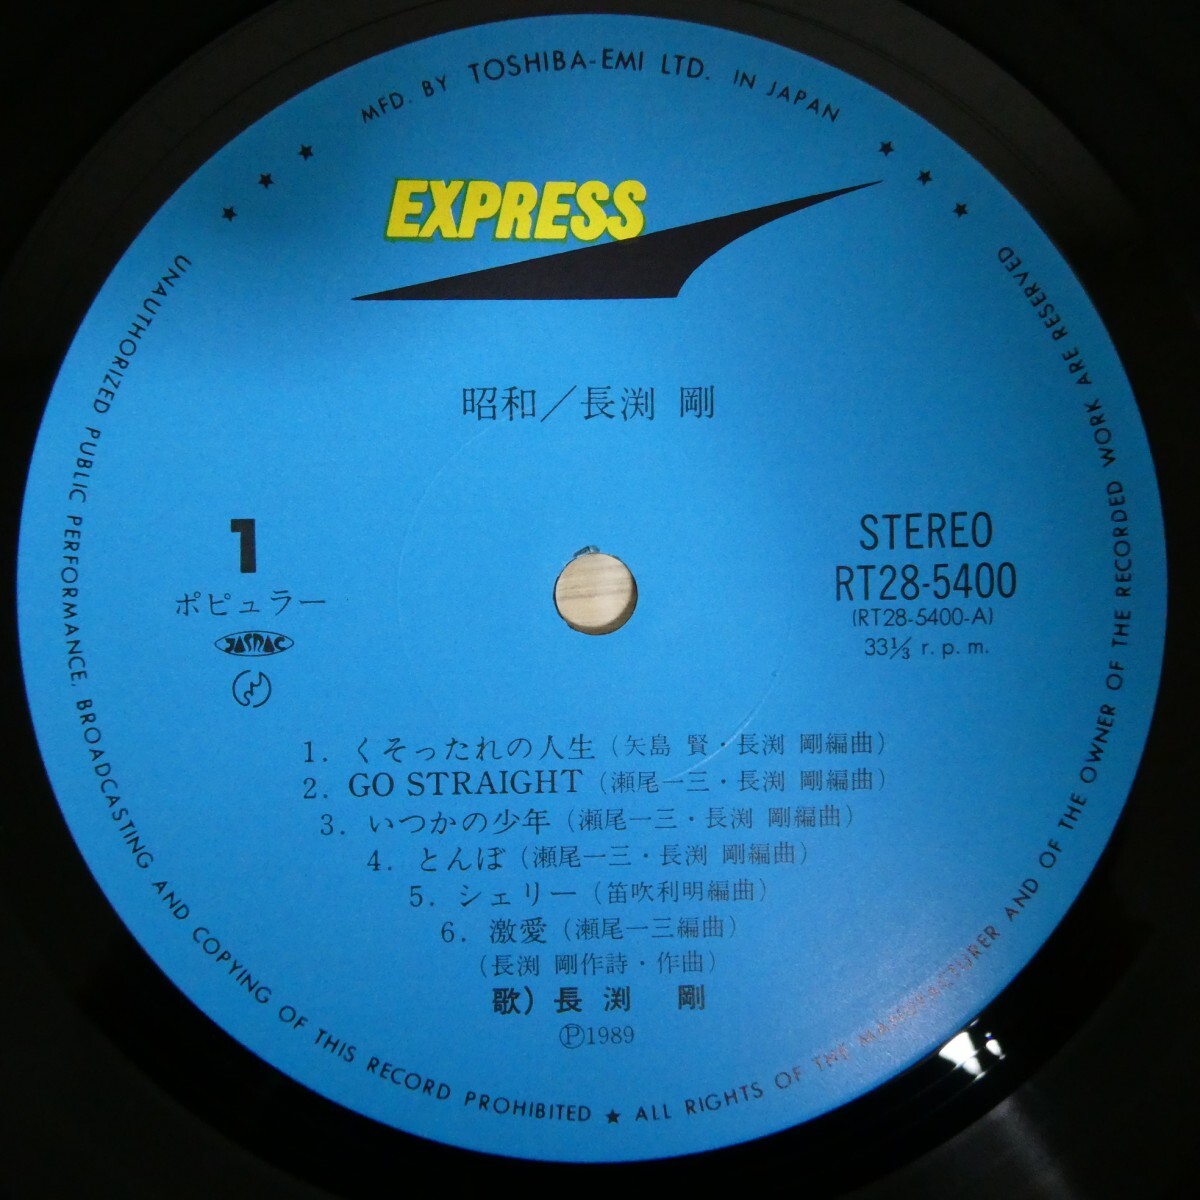 MFD. BY TOSHIBA-EMI LTD. IN JAPAN
EXPRESS
昭和／長渕 剛
1
ポピュラー
JASRAC
STEREO
RT28-5400
(RT28-5400-A)
33⅓ r.p.m.
1. くそったれの人生（矢島 賢・長渕 剛編曲）
2. GO STRAIGHT（瀬尾一三・長渕 剛編曲）
3. いつかの少年（瀬尾一三・長渕 剛編曲）
4. とんぼ（瀬尾一三・長渕 剛編曲）
5. シェリー（笛吹利明編曲）
6. 激愛（瀬尾一三編曲）
（長渕 剛作詩・作曲）
歌）長渕 剛
Ⓟ1989
UNAUTHORIZED PUBLIC PERFORMANCE, BROADCASTING AND COPYING OF THIS RECORD PROHIBITED ★ ALL RIGHTS OF THE MANUFACTURER AND OF THE OWNER OF THE RECORDED WORK ARE RESERVED